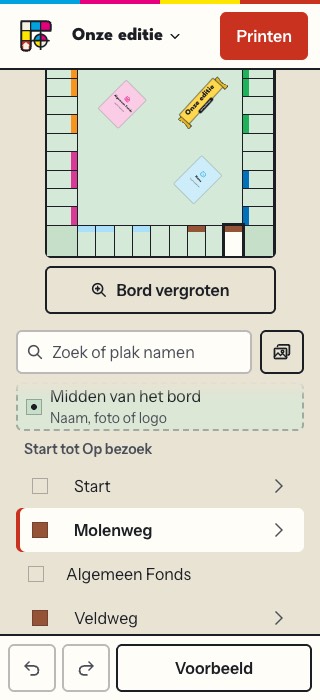 Onze editie
Printen
Onze editie
Bord vergroten
Zoek of plak namen
Midden van het bord
Naam, foto of logo
Start tot Op bezoek
Start
Molenweg
Algemeen Fonds
Veldweg
Voorbeeld